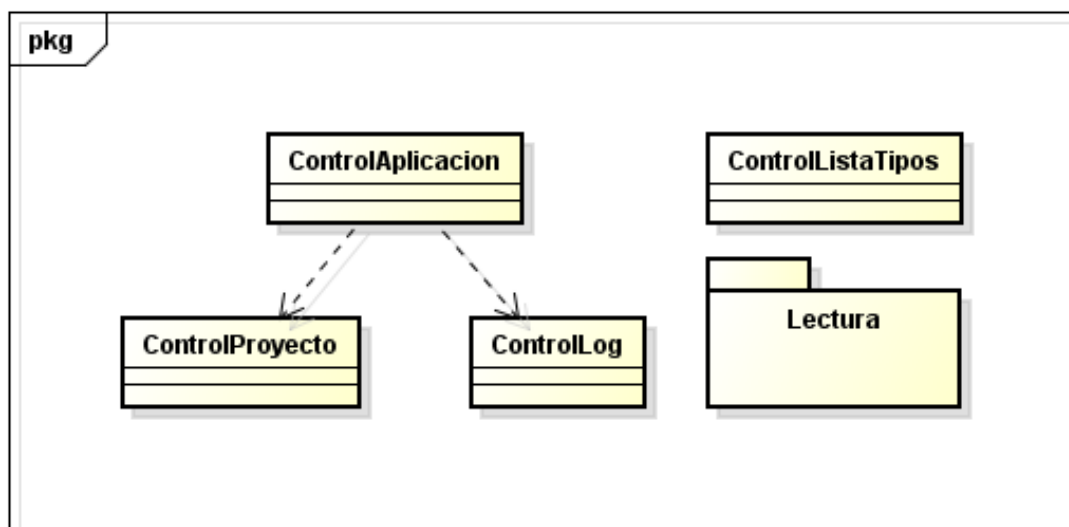 pkg
ControlAplicacion
ControlListaTipos
Lectura
ControlProyecto
ControlLog